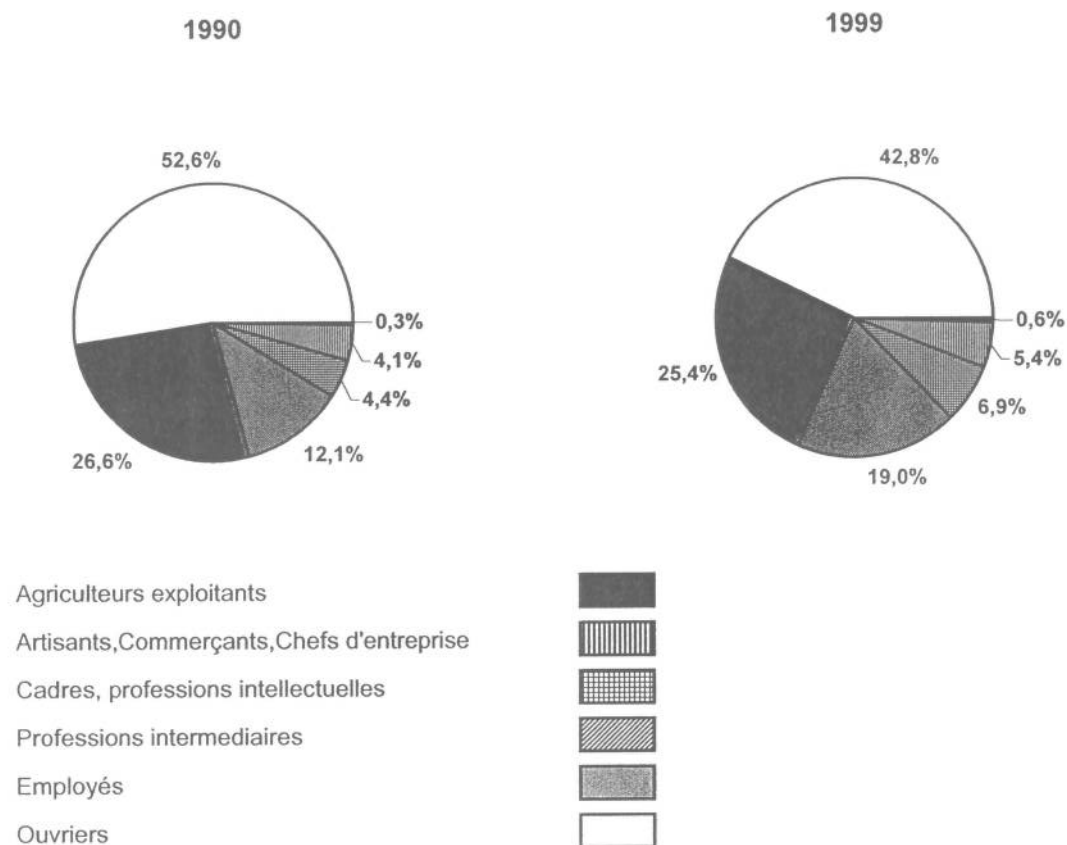 1990
1999
52,6%
0,3%
4,1%
4,4%
12,1%
26,6%
42,8%
0,6%
5,4%
6,9%
19,0%
25,4%
Agriculteurs exploitants
Artisants,Commerçants,Chefs d'entreprise
Cadres, professions intellectuelles
Professions intermediaires
Employés
Ouvriers